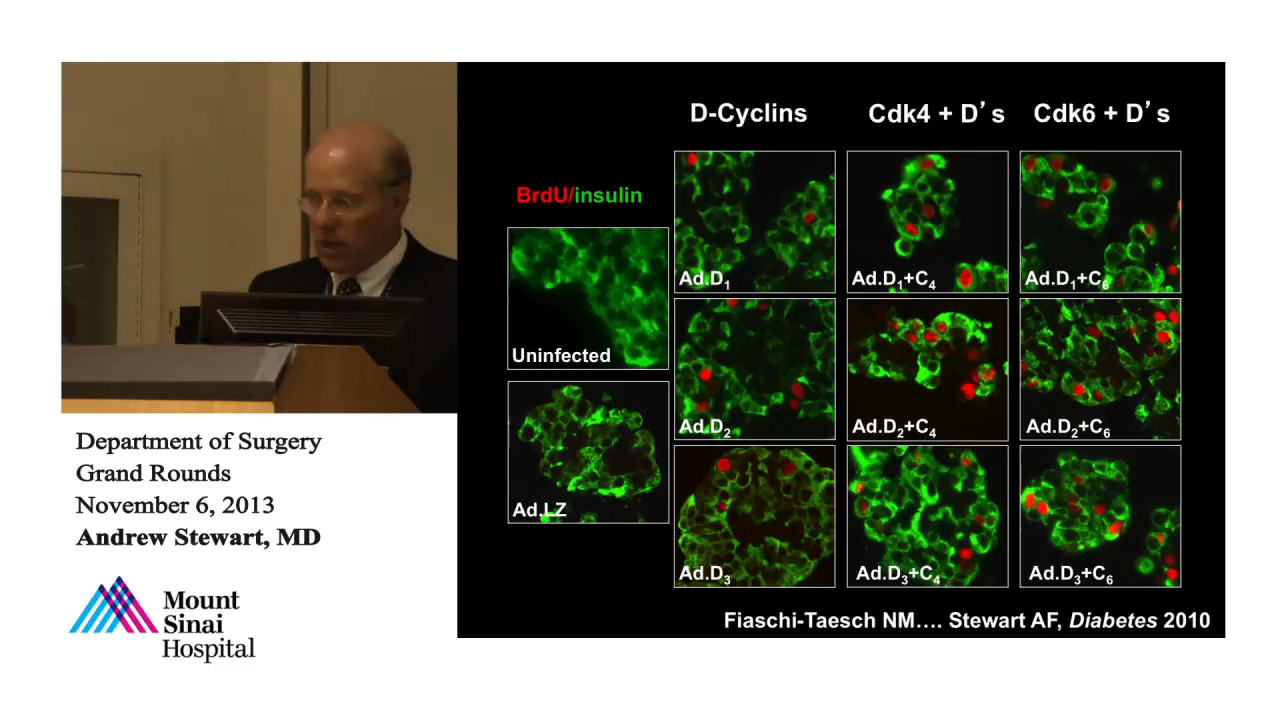 D-Cyclins
Cdk4 + D’s
Cdk6 + D’s
BrdU/insulin
Uninfected
Ad.LZ
Ad.D1
Ad.D1+C4
Ad.D1+C6
Ad.D2
Ad.D2+C4
Ad.D2+C6
Ad.D3
Ad.D3+C4
Ad.D3+C6
Fiaschi-Taesch NM…. Stewart AF, Diabetes 2010
Department of Surgery
Grand Rounds
November 6, 2013
Andrew Stewart, MD
Mount
Sinai
Hospital